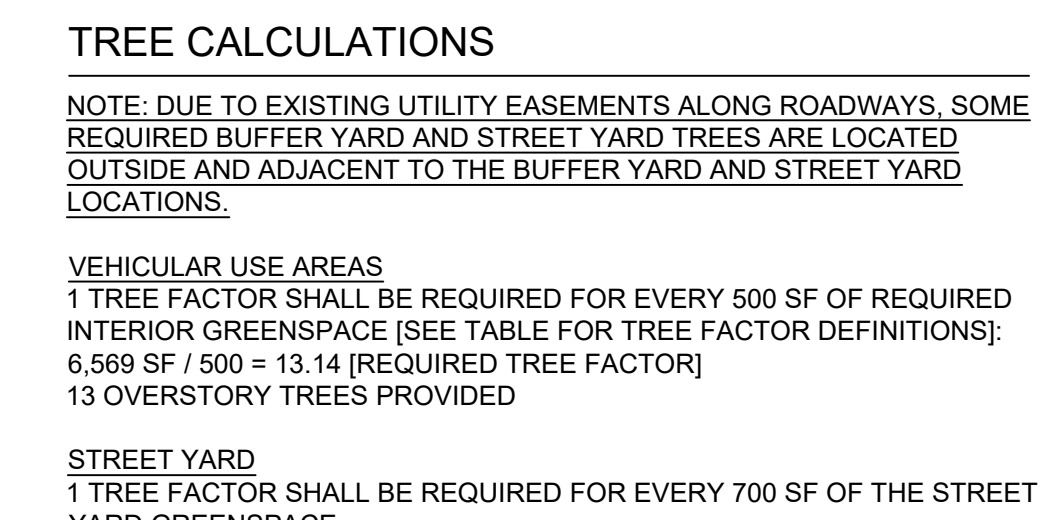 TREE CALCULATIONS
NOTE: DUE TO EXISTING UTILITY EASEMENTS ALONG ROADWAYS, SOME
REQUIRED BUFFER YARD AND STREET YARD TREES ARE LOCATED
OUTSIDE AND ADJACENT TO THE BUFFER YARD AND STREET YARD
LOCATIONS.
VEHICULAR USE AREAS
1 TREE FACTOR SHALL BE REQUIRED FOR EVERY 500 SF OF REQUIRED
INTERIOR GREENSPACE [SEE TABLE FOR TREE FACTOR DEFINITIONS]:
6,569 SF / 500 = 13.14 [REQUIRED TREE FACTOR]
13 OVERSTORY TREES PROVIDED
STREET YARD
1 TREE FACTOR SHALL BE REQUIRED FOR EVERY 700 SF OF THE STREET
YARD GREENSPACE